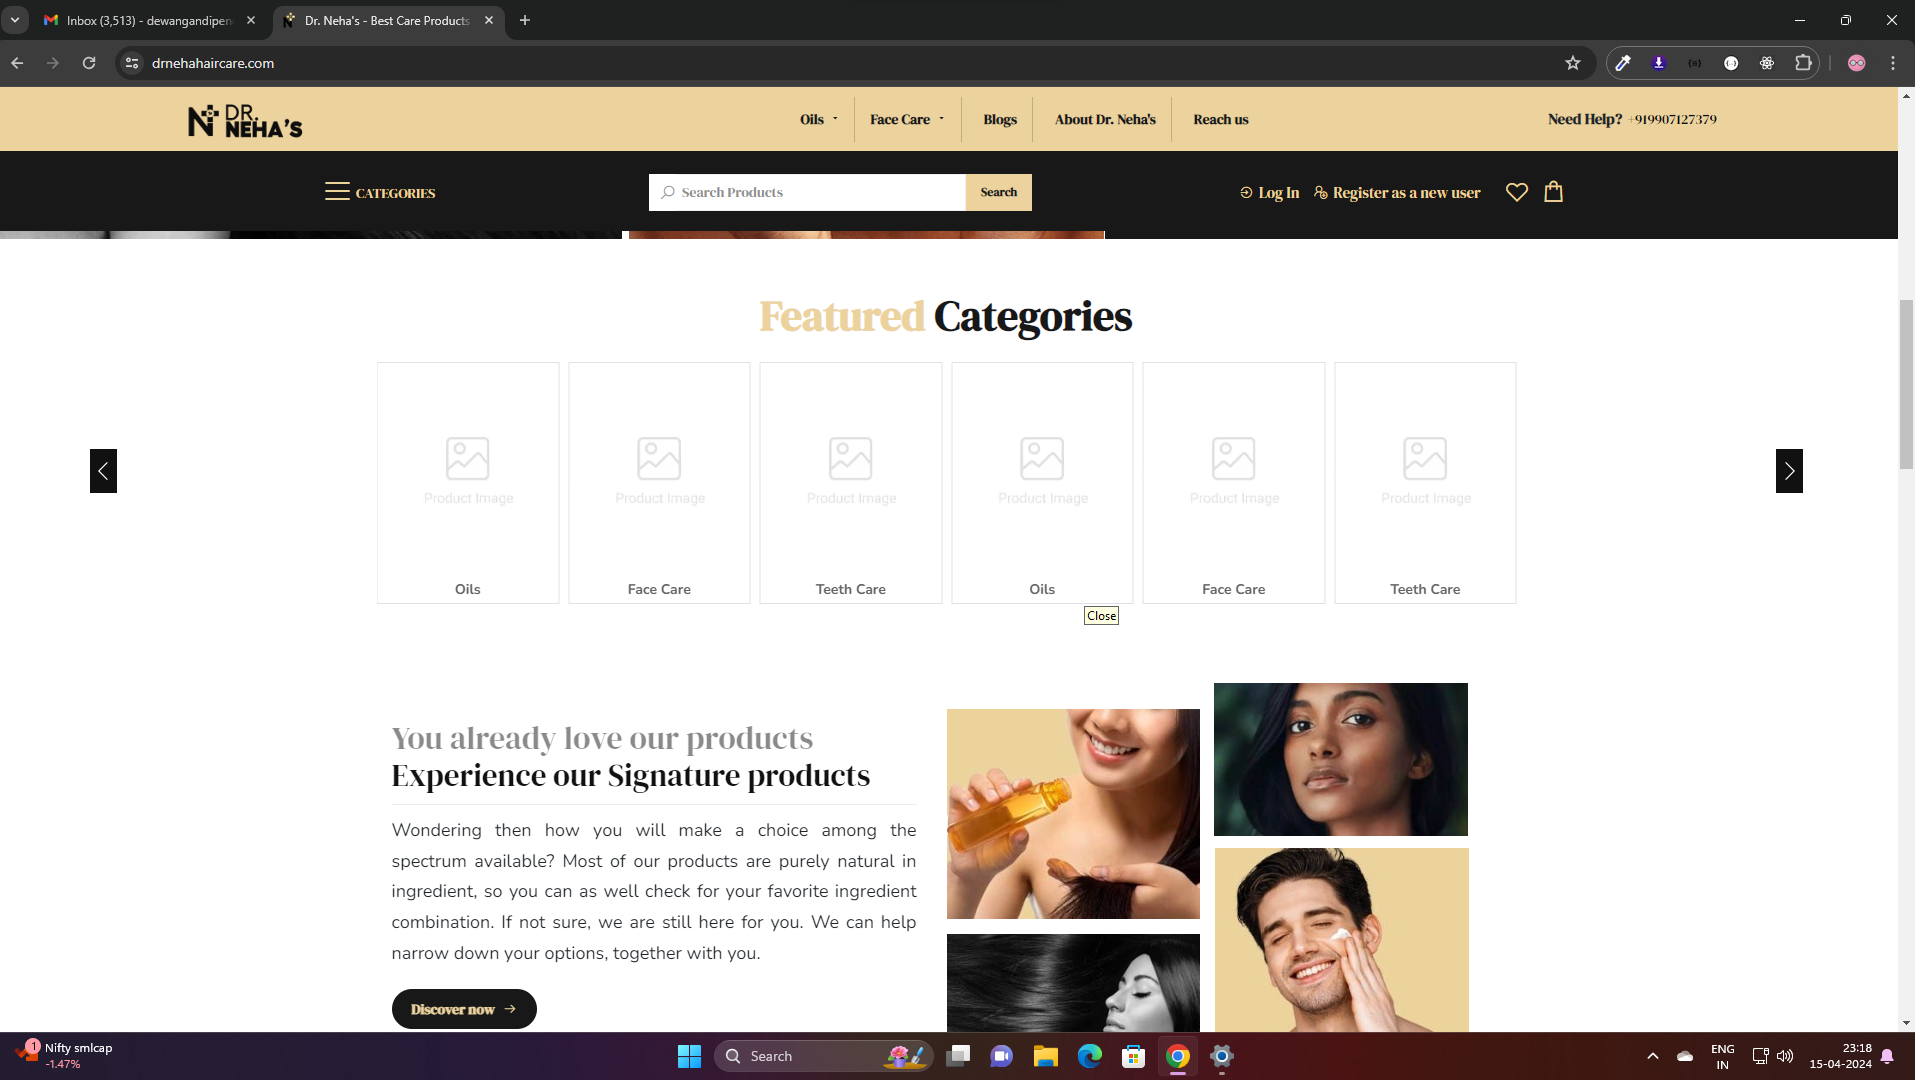 Inbox (3,513) - dewangandipen
Dr. Neha's - Best Care Products
drnehahaircare.com
DR. NEHA'S
Oils
Face Care
Blogs
About Dr. Neha's
Reach us
Need Help? +919907127379
CATEGORIES
Search Products
Search
Log In
Register as a new user
Featured Categories
Product Image
Product Image
Product Image
Product Image
Product Image
Product Image
Oils
Face Care
Teeth Care
Oils
Face Care
Teeth Care
Close
You already love our products
Experience our Signature products
Wondering then how you will make a choice among the
spectrum available? Most of our products are purely natural in
ingredient, so you can as well check for your favorite ingredient
combination. If not sure, we are still here for you. We can help
narrow down your options, together with you.
Discover now
1
Nifty smlcap
-1.47%
Search
ENG
IN
23:18
15-04-2024